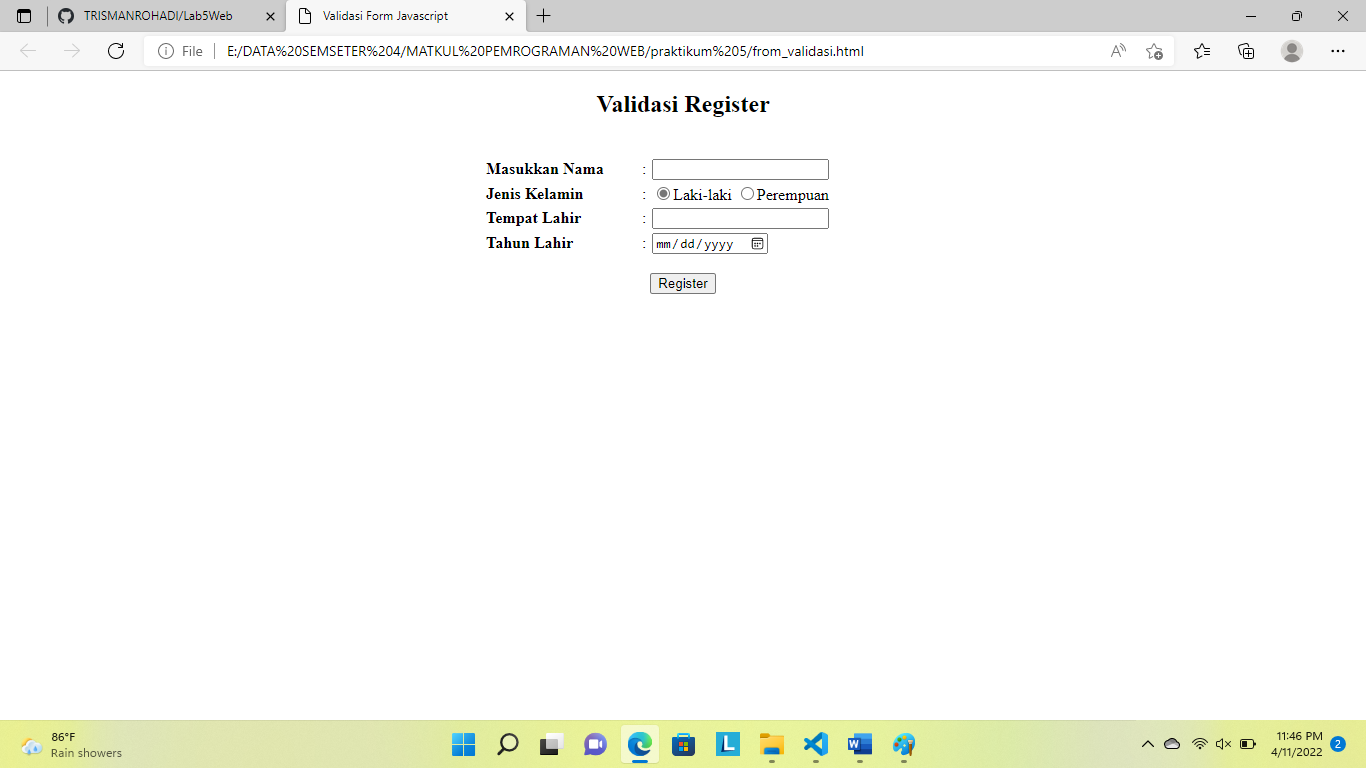 TRISMANROHADI/Lab5Web
Validasi Form Javascript
File
E:/DATA%20SEMSETER%204/MATKUL%20PEMROGRAMAN%20WEB/praktikum%205/from_validasi.html
Validasi Register
Masukkan Nama :
Jenis Kelamin : Laki-laki Perempuan
Tempat Lahir :
Tahun Lahir : mm/dd/yyyy
Register
86°F
Rain showers
L
W
11:46 PM
4/11/2022
2